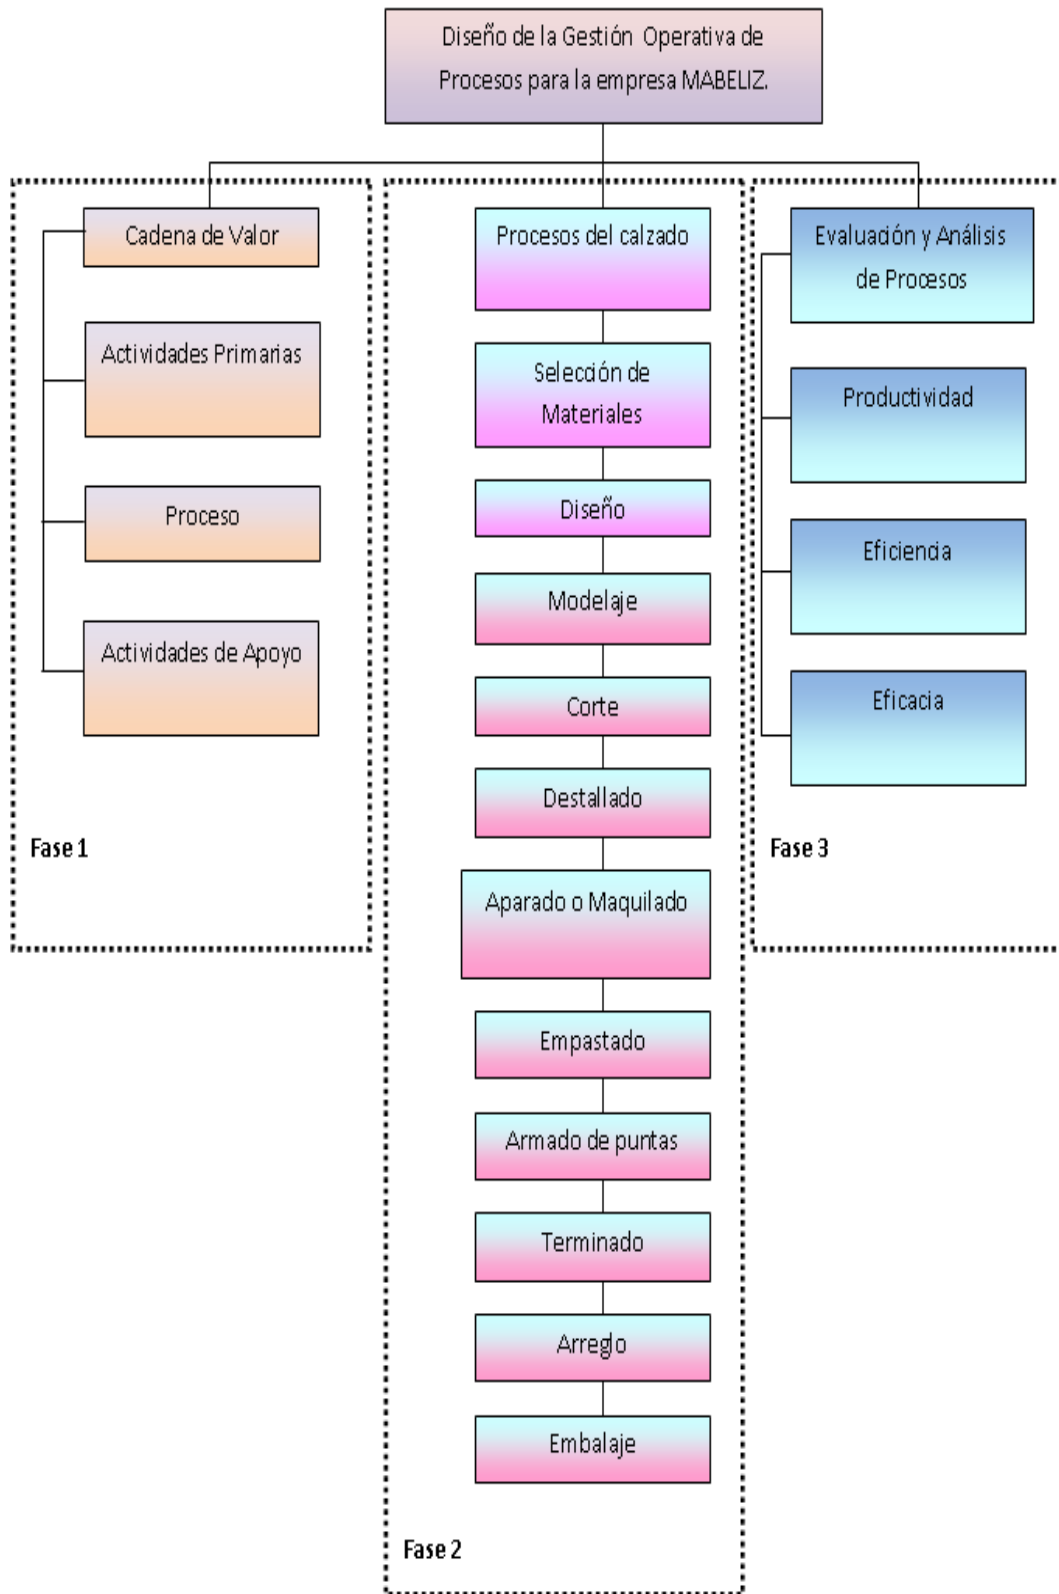 Diseño de la Gestión Operativa de
Procesos para la empresa MABELIZ.
Cadena de Valor
Actividades Primarias
Proceso
Actividades de Apoyo
Fase 1
Procesos del calzado
Selección de
Materiales
Diseño
Modelaje
Corte
Destallado
Aparado o Maquilado
Empastado
Armado de puntas
Terminado
Arreglo
Embalaje
Fase 2
Evaluación y Análisis
de Procesos
Productividad
Eficiencia
Eficacia
Fase 3